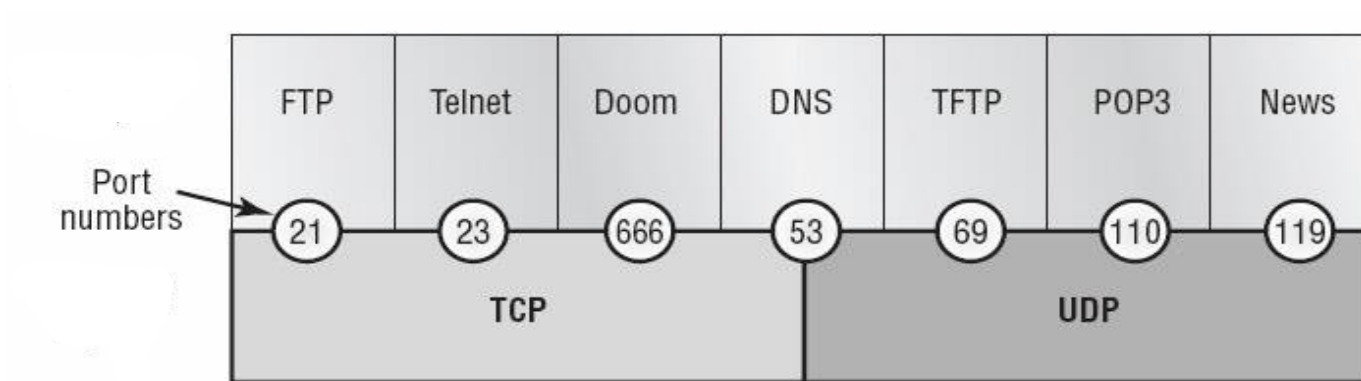 FTP Telnet Doom DNS TFTP POP3 News
Port
numbers
21 23 666 53 69 110 119
TCP UDP